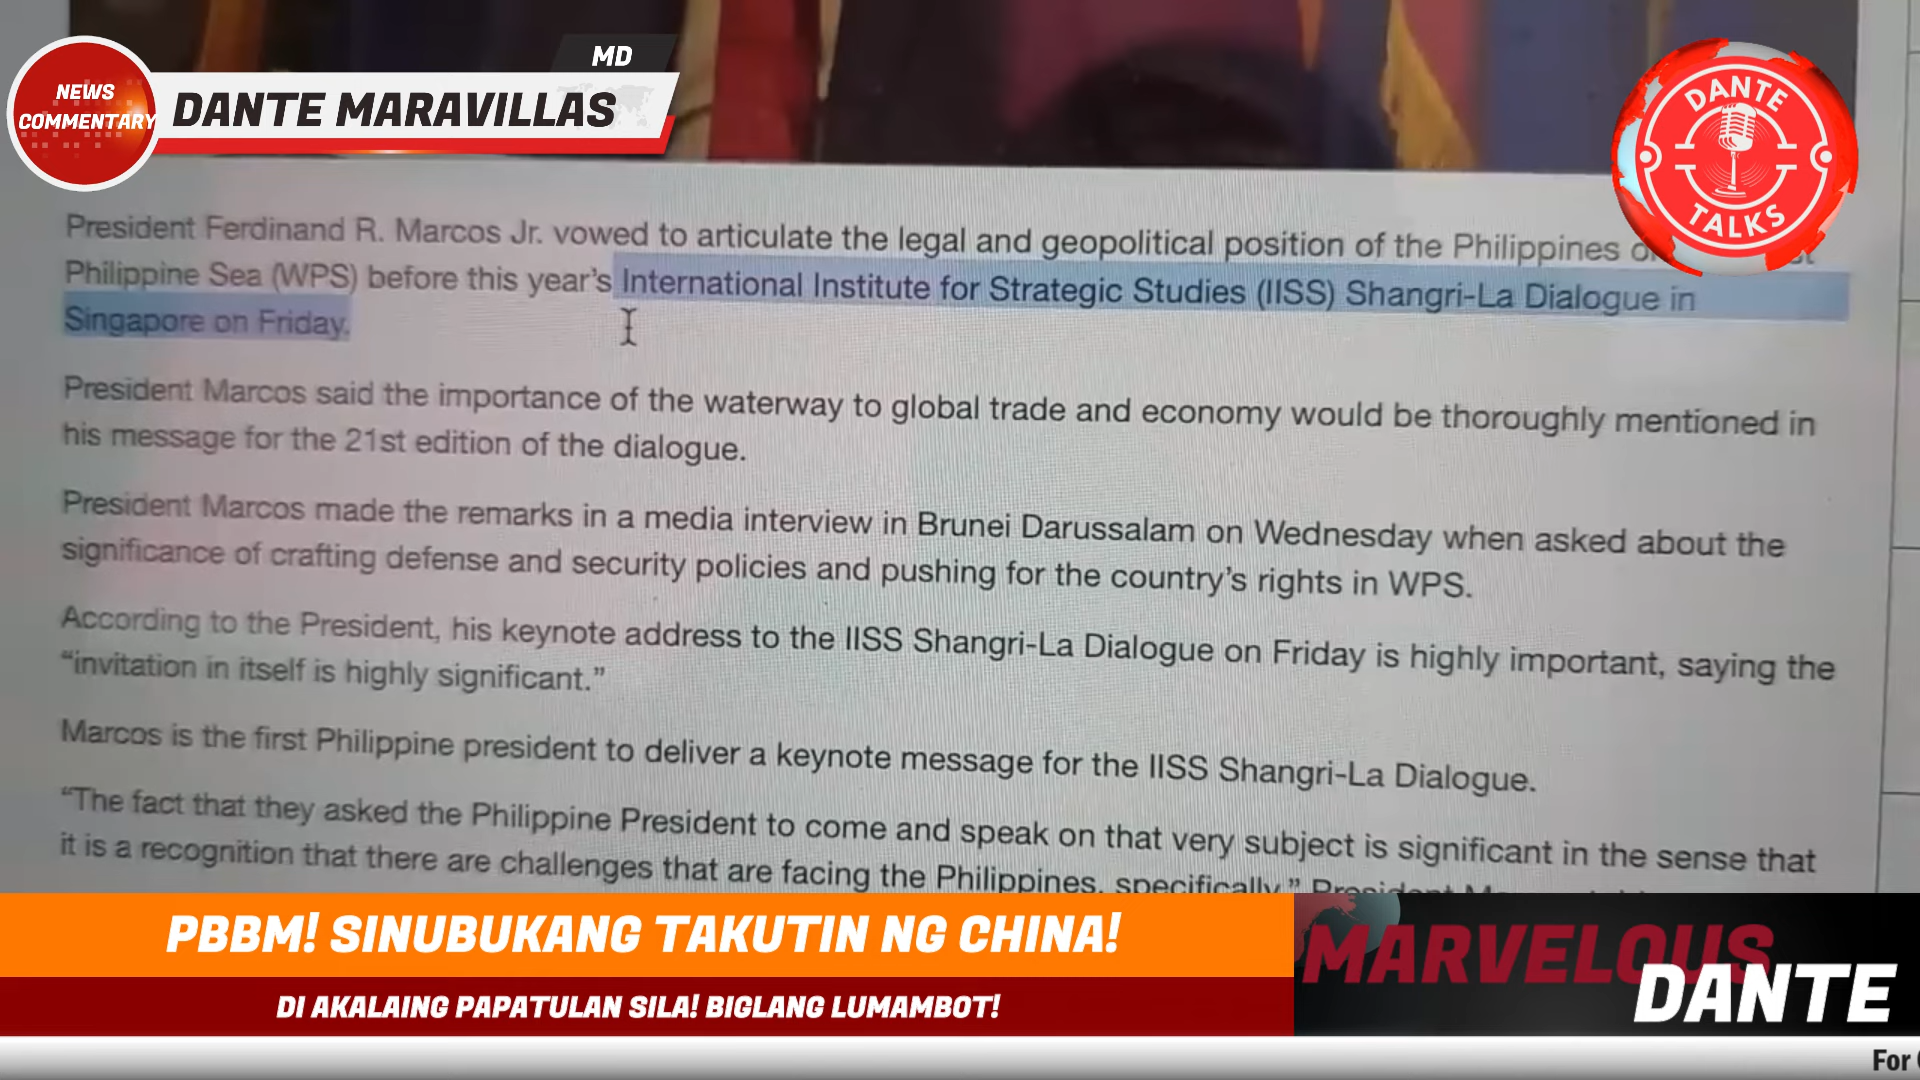 MD
NEWS
COMMENTARY
DANTE MARAVILLAS
DANTE
TALKS
President Ferdinand R. Marcos Jr. vowed to articulate the legal and geopolitical position of the Philippines
Philippine Sea (WPS) before this year's International Institute for Strategic Studies (IISS) Shangri-La Dialogue in
Singapore on Friday.
President Marcos said the importance of the waterway to global trade and economy would be thoroughly mentioned in
his message for the 21st edition of the dialogue.
President Marcos made the remarks in a media interview in Brunei Darussalam on Wednesday when asked about the
significance of crafting defense and security policies and pushing for the country's rights in WPS.
According to the President, his keynote address to the IISS Shangri-La Dialogue on Friday is highly important, saying the
“invitation in itself is highly significant.”
Marcos is the first Philippine president to deliver a keynote message for the IISS Shangri-La Dialogue.
“The fact that they asked the Philippine President to come and speak on that very subject is significant in the sense that
it is a recognition that there are challenges that are facing the Philippines, specifically,”
PBBM! SINUBUKANG TAKUTIN NG CHINA!
DI AKALAING PAPATULAN SILA! BIGLANG LUMAMBOT!
MARVELOUS
DANTE
For